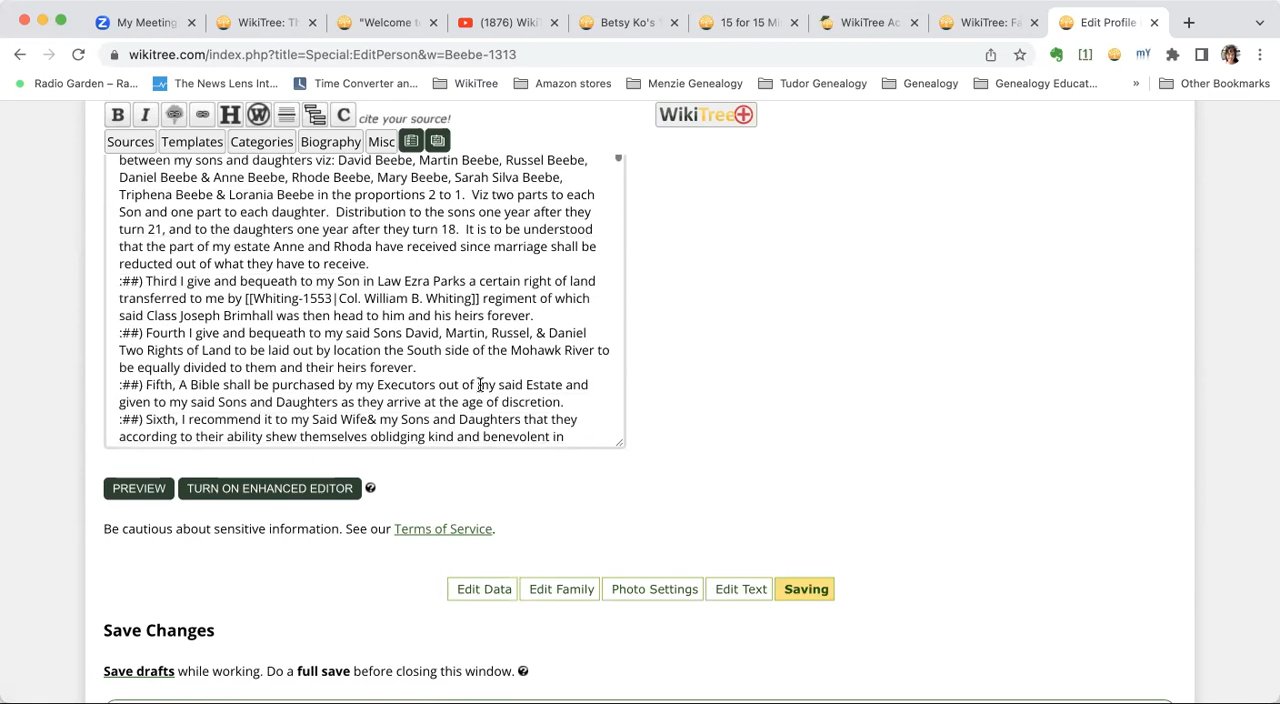 My Meeting
WikiTree: Th
"Welcome t
(1876) Wiki
Betsy Ko's
15 for 15 Mi
WikiTree Ac
WikiTree: Fa
Edit Profile
wikitree.com/index.php?title=Special:EditPerson&w=Beebe-1313
Radio Garden – Ra...
The News Lens Int...
Time Converter an...
WikiTree
Amazon stores
Menzie Genealogy
Tudor Genealogy
Genealogy
Genealogy Educat...
»
Other Bookmarks
B I H W C cite your source!
WikiTree+
Sources Templates Categories Biography Misc
between my sons and daughters viz: David Beebe, Martin Beebe, Russel Beebe,
Daniel Beebe & Anne Beebe, Rhode Beebe, Mary Beebe, Sarah Silva Beebe,
Triphena Beebe & Lorania Beebe in the proportions 2 to 1.  Viz two parts to each
Son and one part to each daughter.  Distribution to the sons one year after they
turn 21, and to the daughters one year after they turn 18.  It is to be understood
that the part of my estate Anne and Rhoda have received since marriage shall be
reducted out of what they have to receive.
:##) Third I give and bequeath to my Son in Law Ezra Parks a certain right of land
transferred to me by [[Whiting-1553|Col. William B. Whiting]] regiment of which
said Class Joseph Brimhall was then head to him and his heirs forever.
:##) Fourth I give and bequeath to my said Sons David, Martin, Russel, & Daniel
Two Rights of Land to be laid out by location the South side of the Mohawk River to
be equally divided to them and their heirs forever.
:##) Fifth, A Bible shall be purchased by my Executors out of my said Estate and
given to my said Sons and Daughters as they arrive at the age of discretion.
:##) Sixth, I recommend it to my Said Wife& my Sons and Daughters that they
according to their ability shew themselves oblidging kind and benevolent in
PREVIEW
TURN ON ENHANCED EDITOR
Be cautious about sensitive information. See our Terms of Service.
Edit Data
Edit Family
Photo Settings
Edit Text
Saving
Save Changes
Save drafts while working. Do a full save before closing this window.